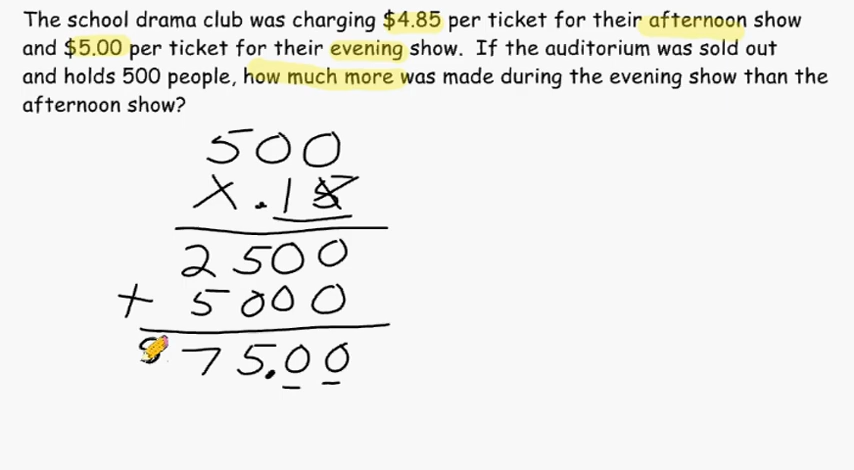 The school drama club was charging $4.85 per ticket for their afternoon show
and $5.00 per ticket for their evening show. If the auditorium was sold out
and holds 500 people, how much more was made during the evening show than the
afternoon show?
500
X .15
2500
+ 5000
$75.00